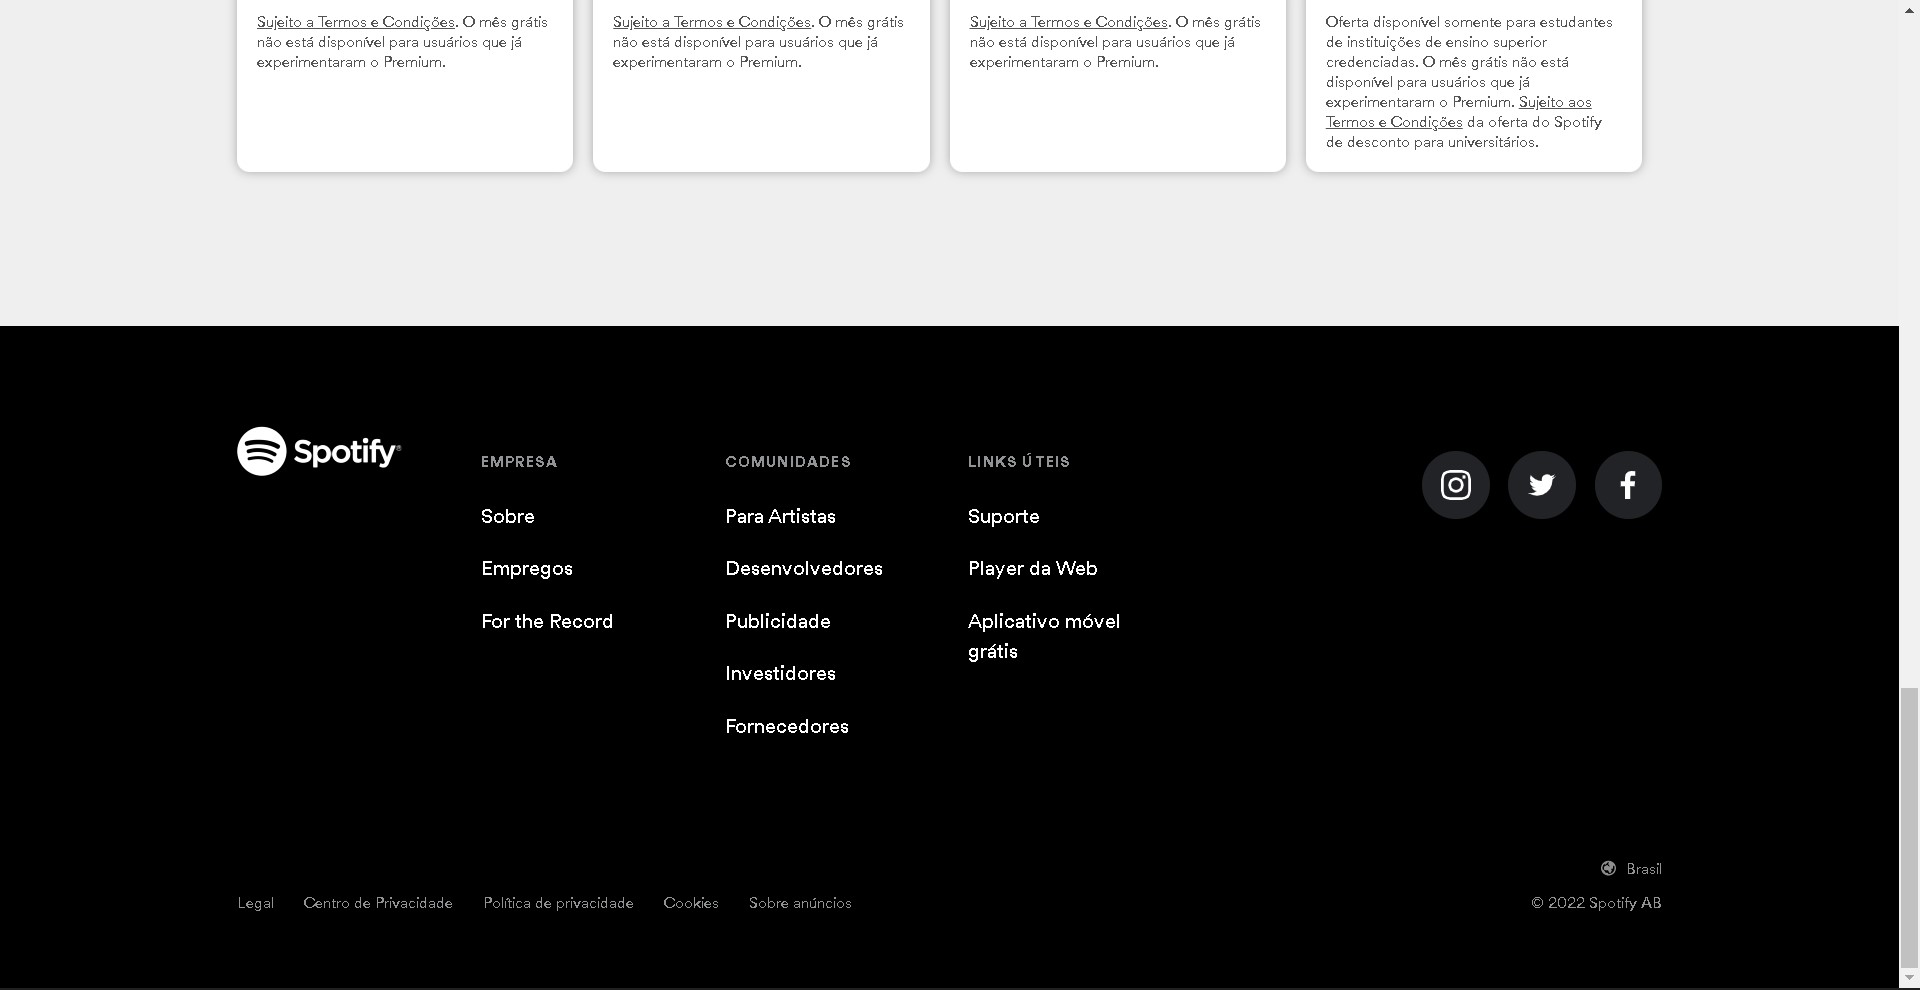 Sujeito a Termos e Condições. O mês grátis
não está disponível para usuários que já
experimentaram o Premium.
Sujeito a Termos e Condições. O mês grátis
não está disponível para usuários que já
experimentaram o Premium.
Sujeito a Termos e Condições. O mês grátis
não está disponível para usuários que já
experimentaram o Premium.
Oferta disponível somente para estudantes
de instituições de ensino superior
credenciadas. O mês grátis não está
disponível para usuários que já
experimentaram o Premium. Sujeito aos
Termos e Condições da oferta do Spotify
de desconto para universitários.
Spotify®
EMPRESA
Sobre
Empregos
For the Record
COMUNIDADES
Para Artistas
Desenvolvedores
Publicidade
Investidores
Fornecedores
LINKS ÚTEIS
Suporte
Player da Web
Aplicativo móvel
grátis
Brasil
Legal
Centro de Privacidade
Política de privacidade
Cookies
Sobre anúncios
© 2022 Spotify AB